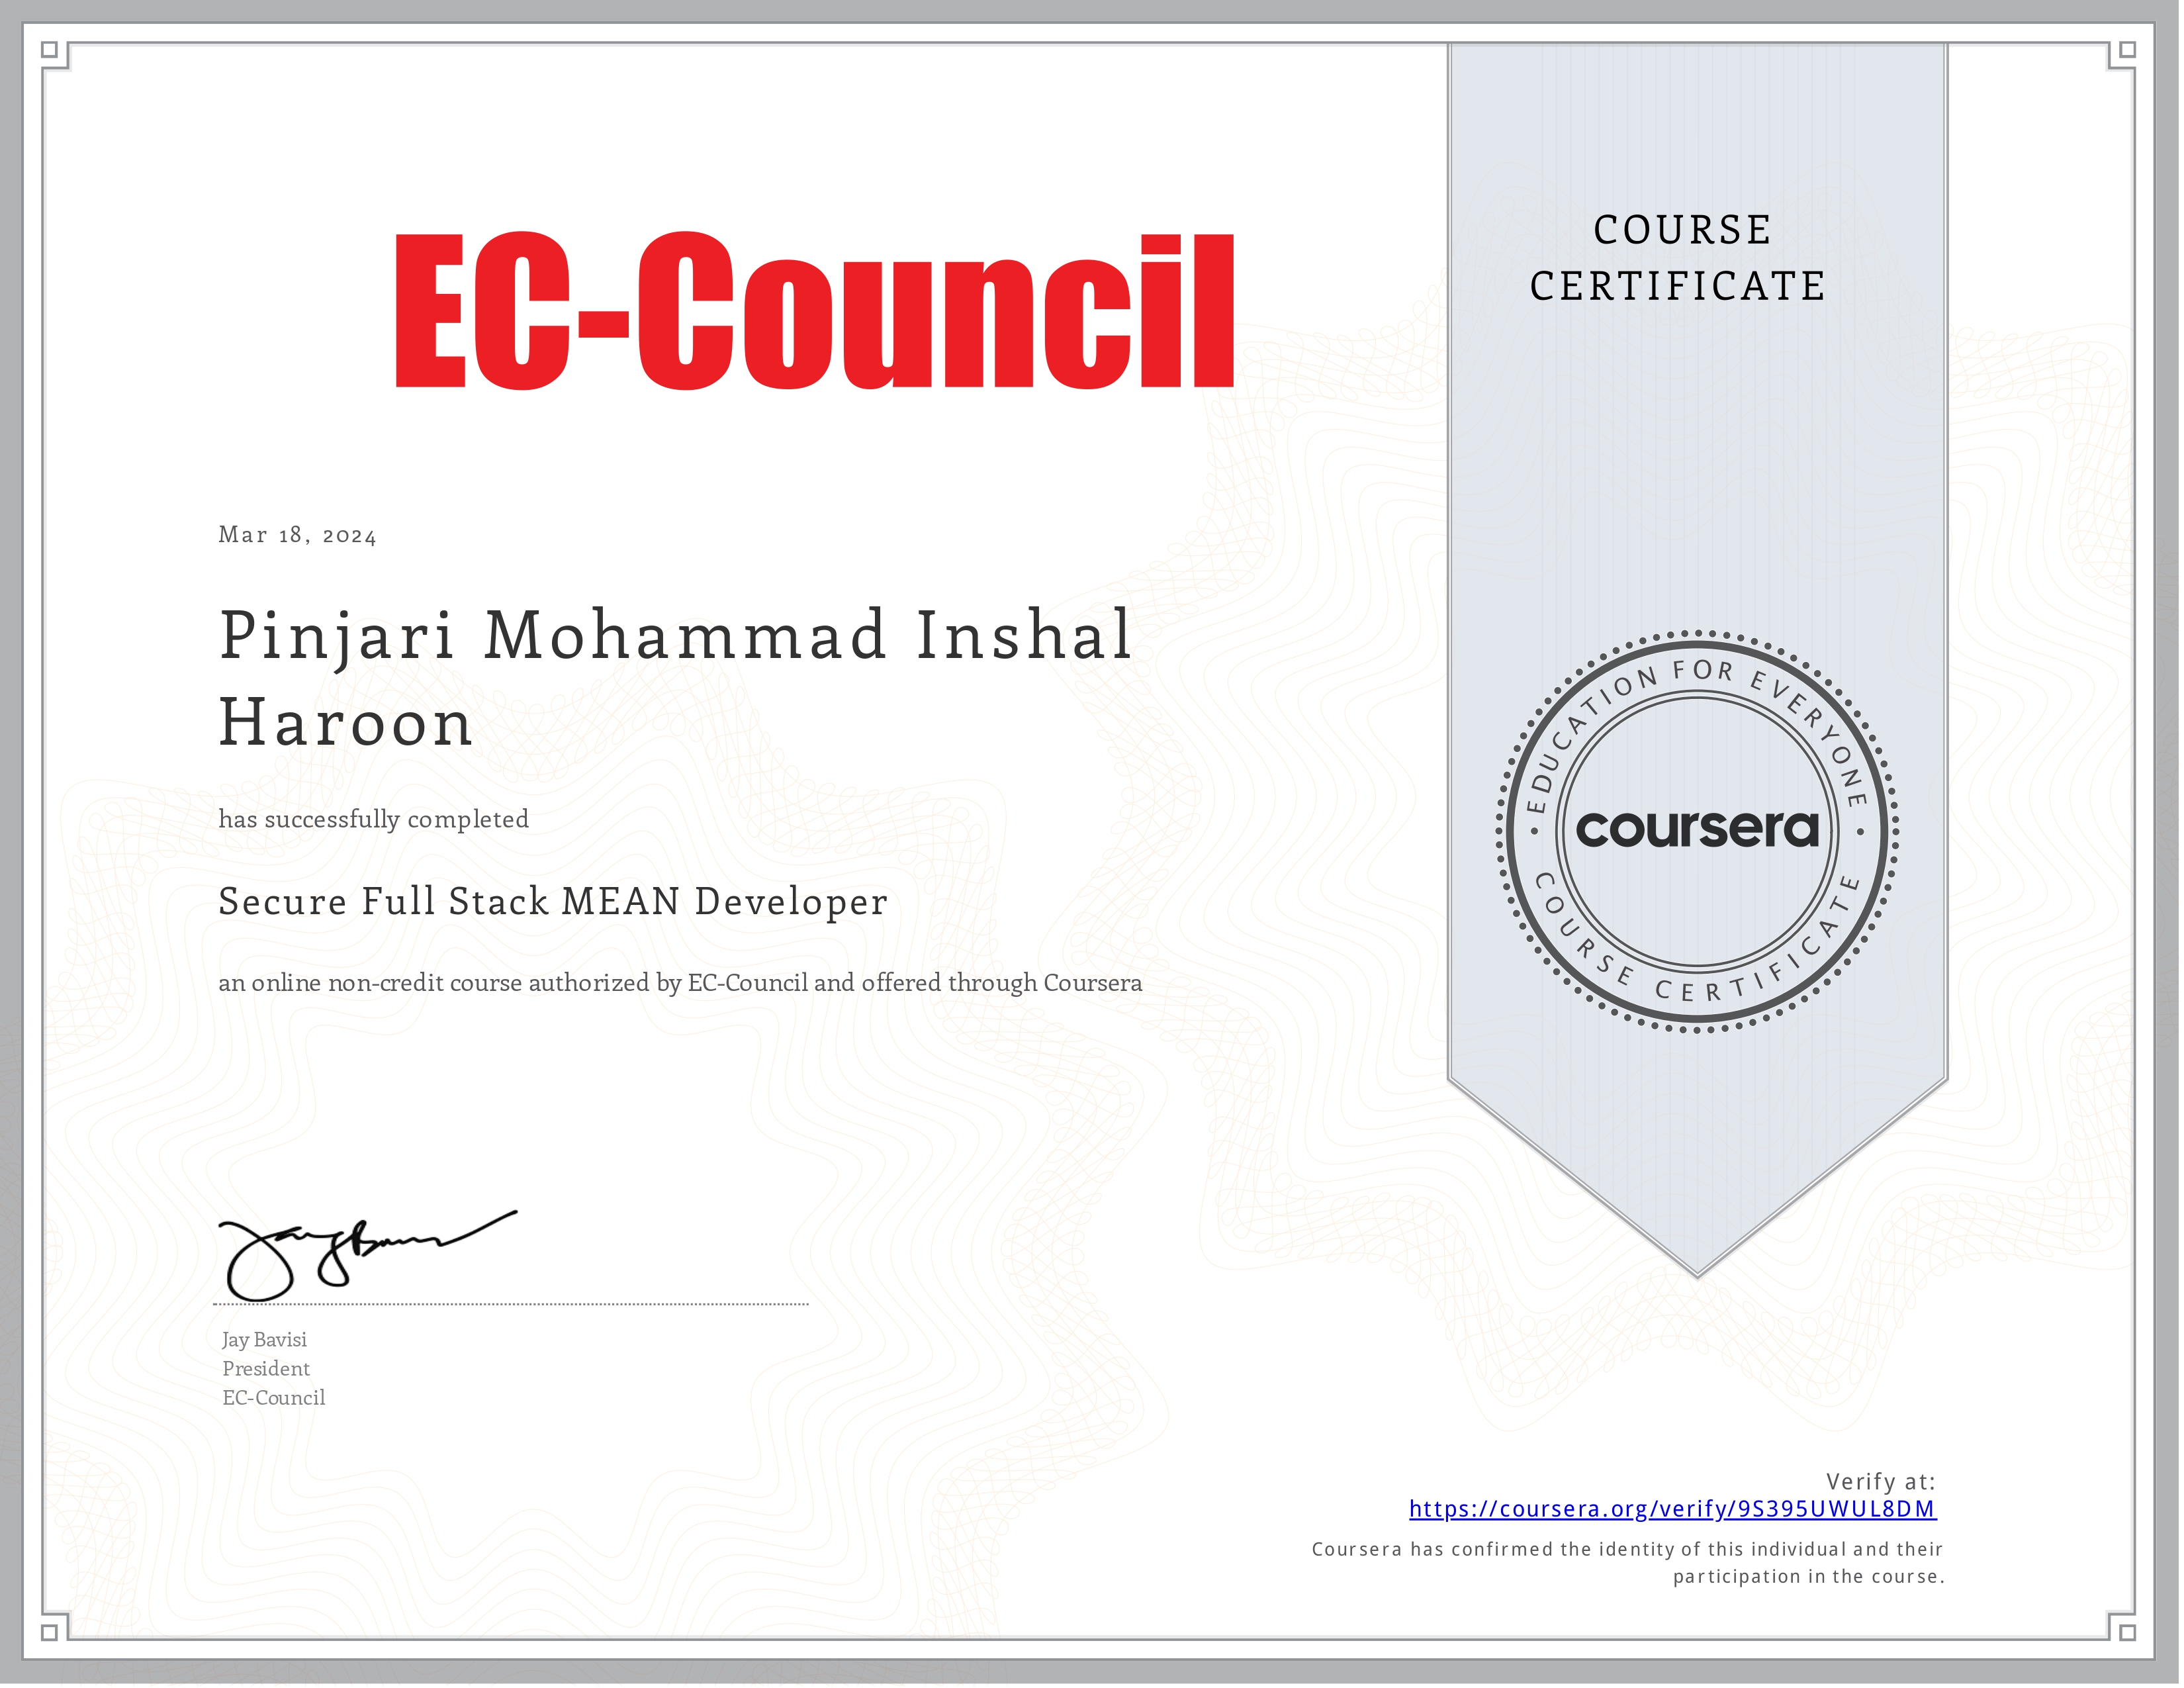 EC-Council
COURSE
CERTIFICATE
Mar 18, 2024
Pinjari Mohammad Inshal
Haroon
has successfully completed
Secure Full Stack MEAN Developer
an online non-credit course authorized by EC-Council and offered through Coursera
EDUCATION FOR EVERYONE
coursera
COURSE CERTIFICATE
Jay Bavisi
President
EC-Council
Verify at:
https://coursera.org/verify/9S395UWUL8DM
Coursera has confirmed the identity of this individual and their
participation in the course.